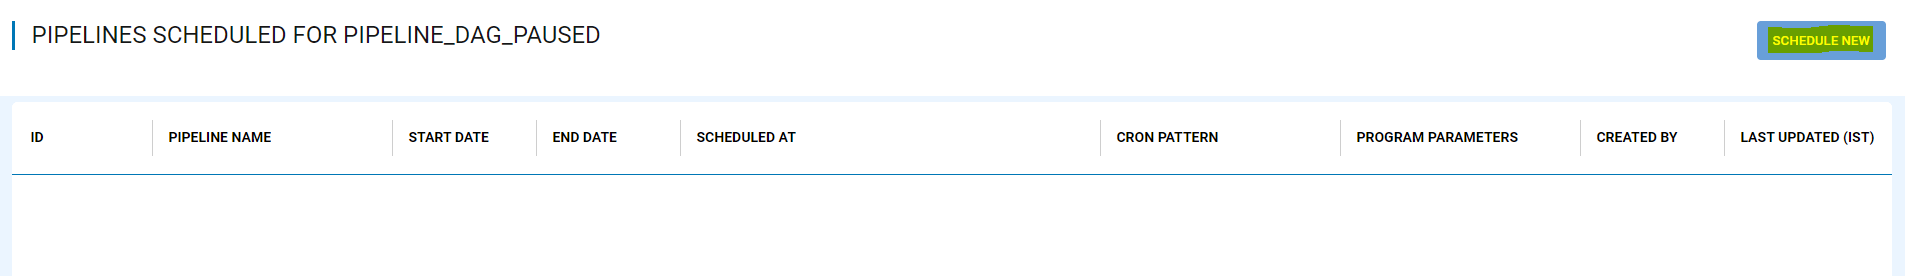 PIPELINES SCHEDULED FOR PIPELINE_DAG_PAUSED
SCHEDULE NEW
ID PIPELINE NAME START DATE END DATE SCHEDULED AT CRON PATTERN PROGRAM PARAMETERS CREATED BY LAST UPDATED (IST)